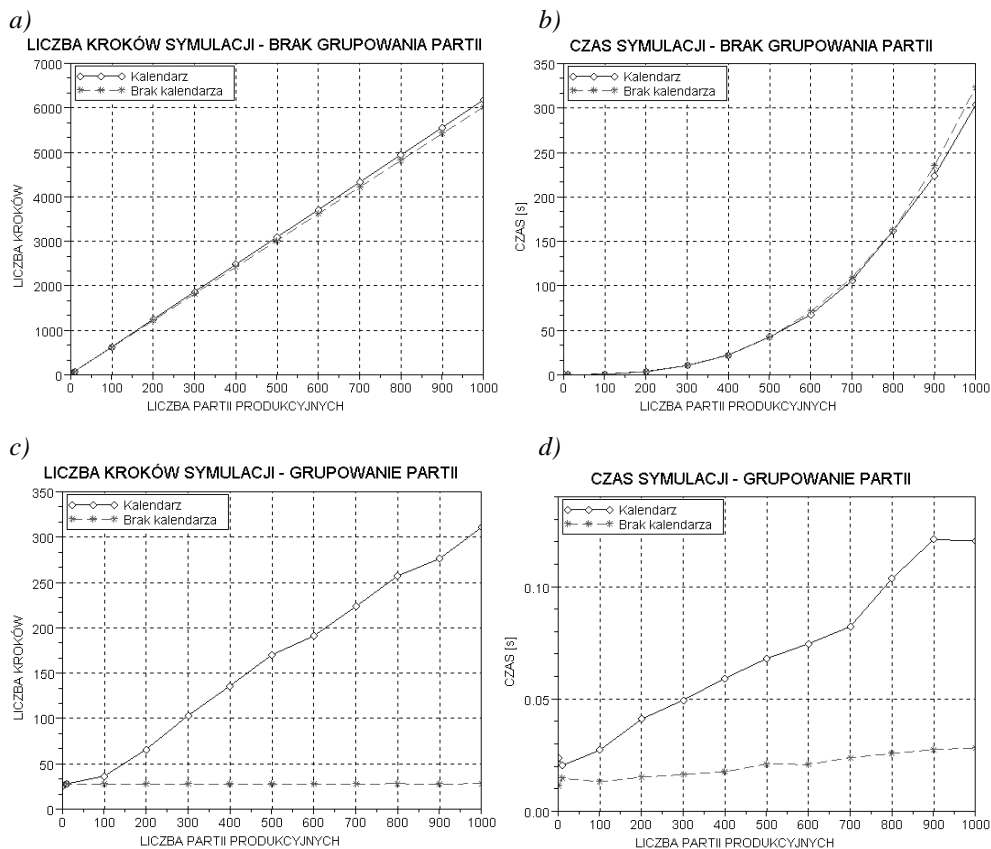 a)
LICZBA KROKÓW SYMULACJI - BRAK GRUPOWANIA PARTII
7000
6000
5000
4000
3000
2000
1000
0
LICZBA KROKÓW
Kalendarz
Brak kalendarza
0 100 200 300 400 500 600 700 800 900 1000
LICZBA PARTII PRODUKCYJNYCH
b)
CZAS SYMULACJI - BRAK GRUPOWANIA PARTII
350
300
250
200
150
100
50
0
CZAS [s]
Kalendarz
Brak kalendarza
0 100 200 300 400 500 600 700 800 900 1000
LICZBA PARTII PRODUKCYJNYCH
c)
LICZBA KROKÓW SYMULACJI - GRUPOWANIE PARTII
350
300
250
200
150
100
50
0
LICZBA KROKÓW
Kalendarz
Brak kalendarza
0 100 200 300 400 500 600 700 800 900 1000
LICZBA PARTII PRODUKCYJNYCH
d)
CZAS SYMULACJI - GRUPOWANIE PARTII
0.10
0.05
0.00
CZAS [s]
Kalendarz
Brak kalendarza
0 100 200 300 400 500 600 700 800 900 1000
LICZBA PARTII PRODUKCYJNYCH